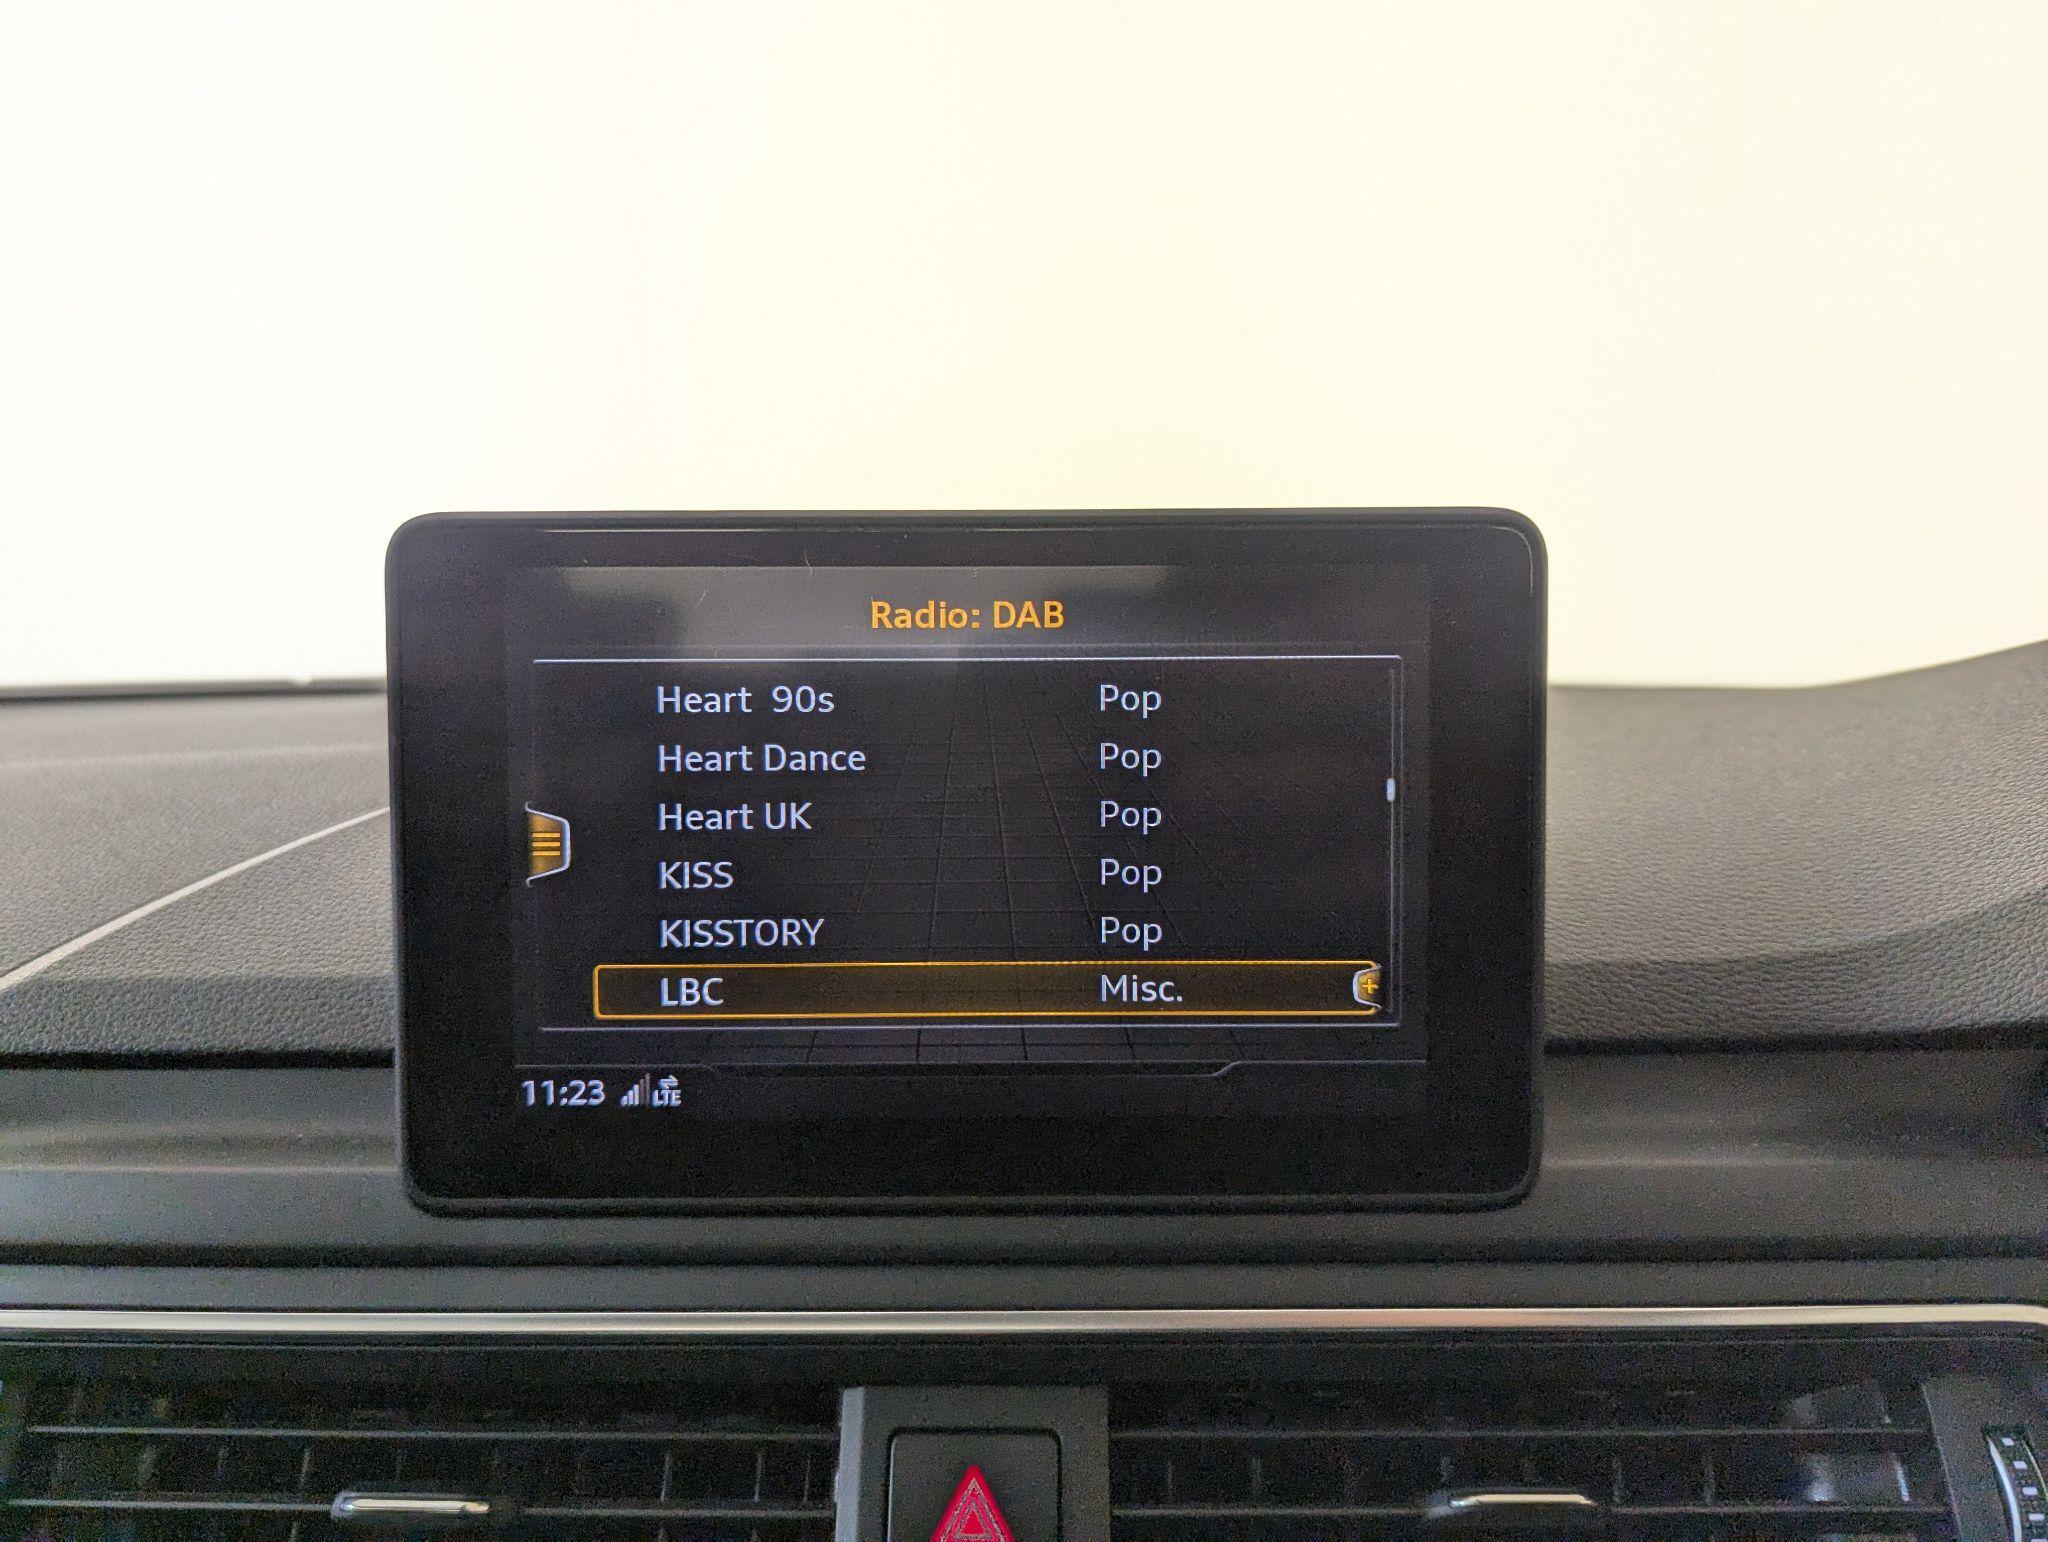 Radio: DAB
Heart 90s Pop
Heart Dance Pop
Heart UK Pop
KISS Pop
KISSTORY Pop
LBC Misc. +
11:23 LTE